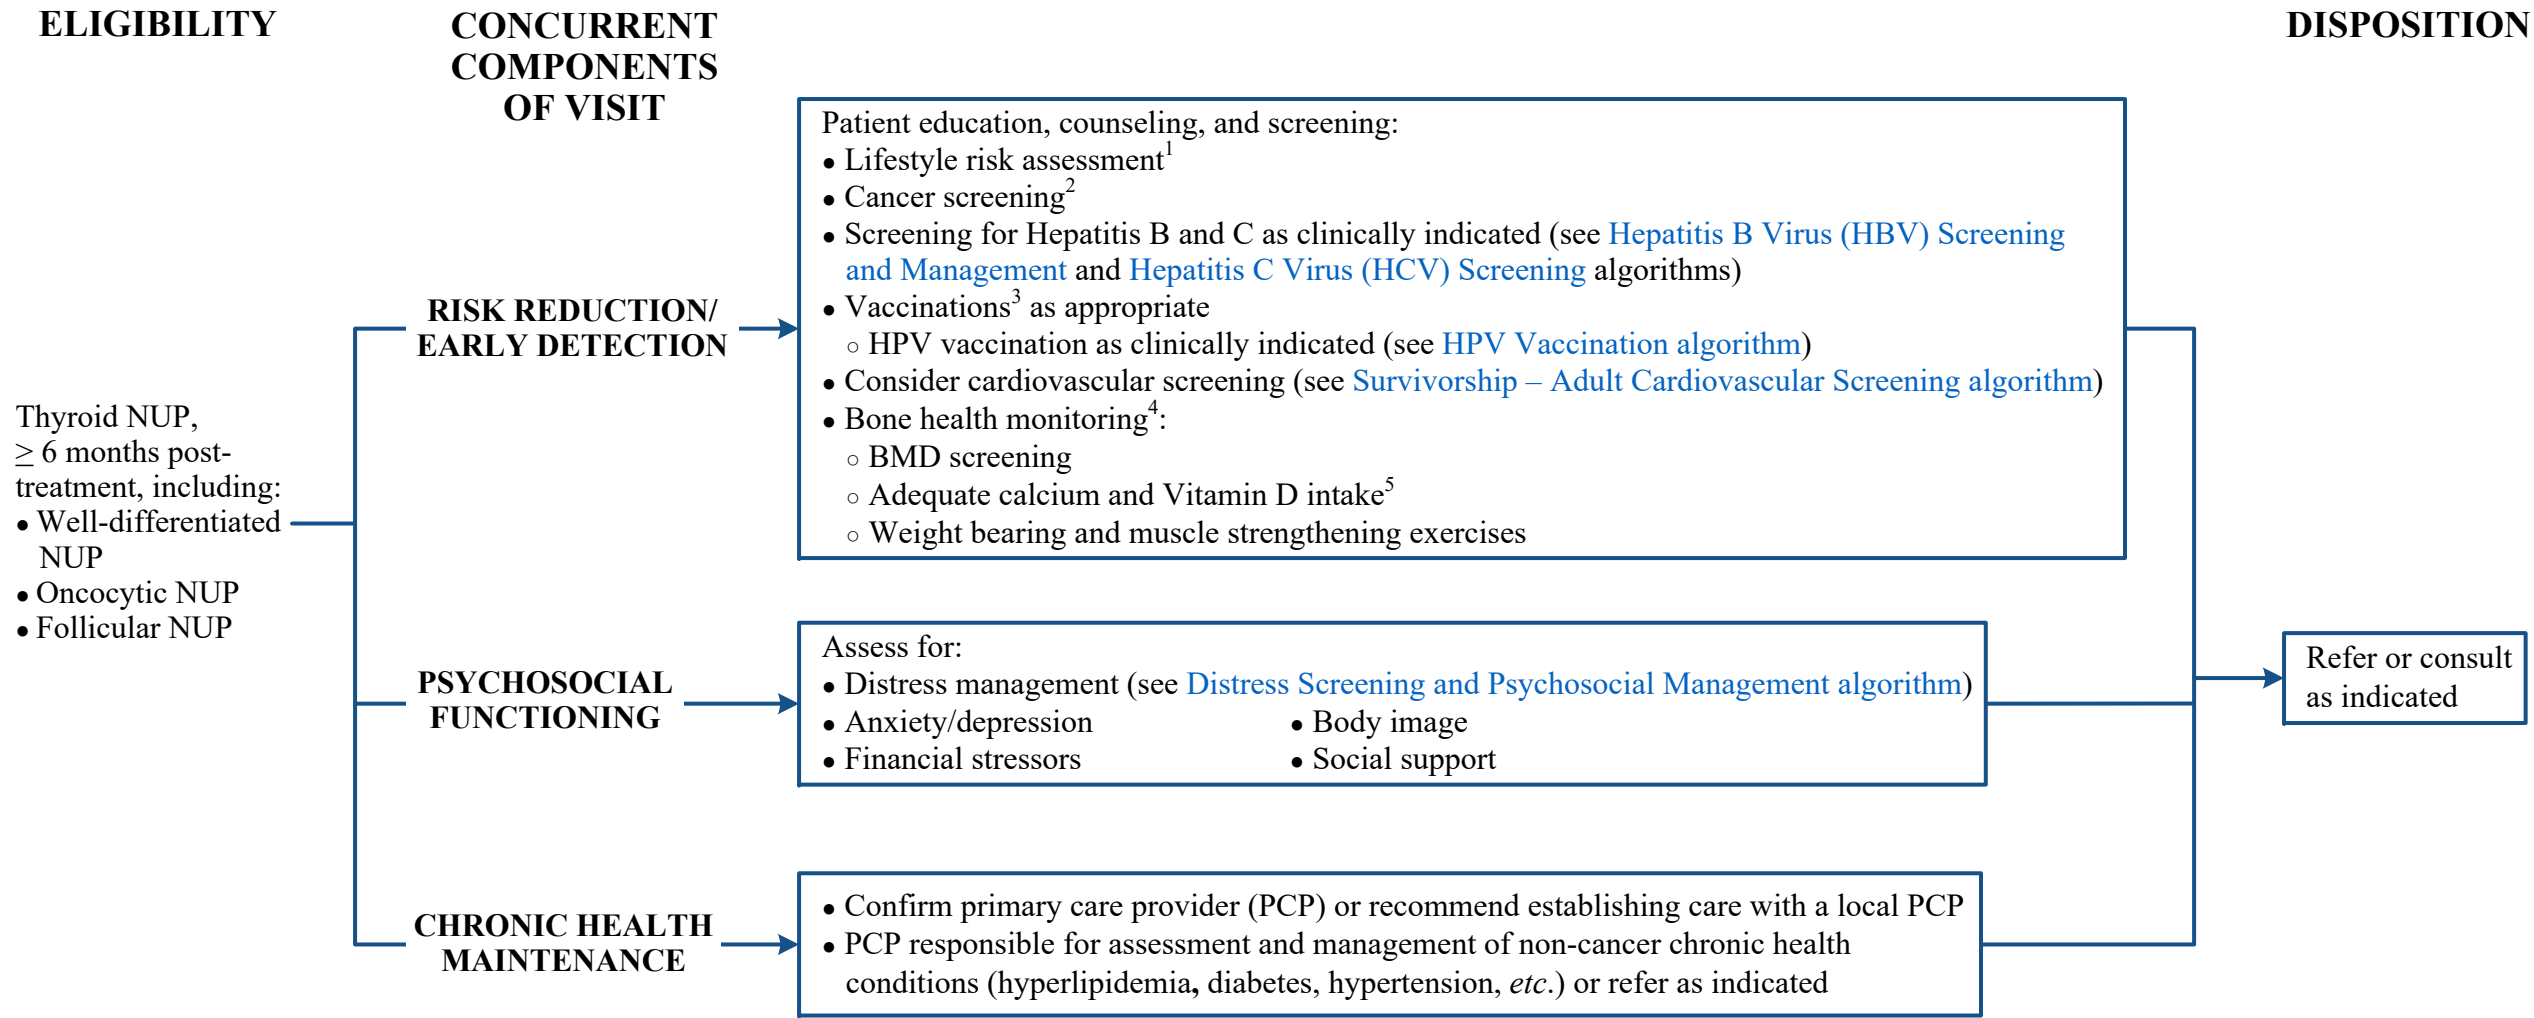 ELIGIBILITY
CONCURRENT
COMPONENTS
OF VISIT
DISPOSITION
Thyroid NUP,
≥ 6 months post-
treatment, including:
● Well-differentiated
NUP
● Oncocytic NUP
● Follicular NUP
RISK REDUCTION/
EARLY DETECTION
Patient education, counseling, and screening:
● Lifestyle risk assessment¹
● Cancer screening²
● Screening for Hepatitis B and C as clinically indicated (see Hepatitis B Virus (HBV) Screening
and Management and Hepatitis C Virus (HCV) Screening algorithms)
● Vaccinations³ as appropriate
○ HPV vaccination as clinically indicated (see HPV Vaccination algorithm)
● Consider cardiovascular screening (see Survivorship – Adult Cardiovascular Screening algorithm)
● Bone health monitoring⁴:
○ BMD screening
○ Adequate calcium and Vitamin D intake⁵
○ Weight bearing and muscle strengthening exercises
PSYCHOSOCIAL
FUNCTIONING
Assess for:
● Distress management (see Distress Screening and Psychosocial Management algorithm)
● Anxiety/depression ● Body image
● Financial stressors ● Social support
CHRONIC HEALTH
MAINTENANCE
● Confirm primary care provider (PCP) or recommend establishing care with a local PCP
● PCP responsible for assessment and management of non-cancer chronic health
conditions (hyperlipidemia, diabetes, hypertension, etc.) or refer as indicated
Refer or consult
as indicated